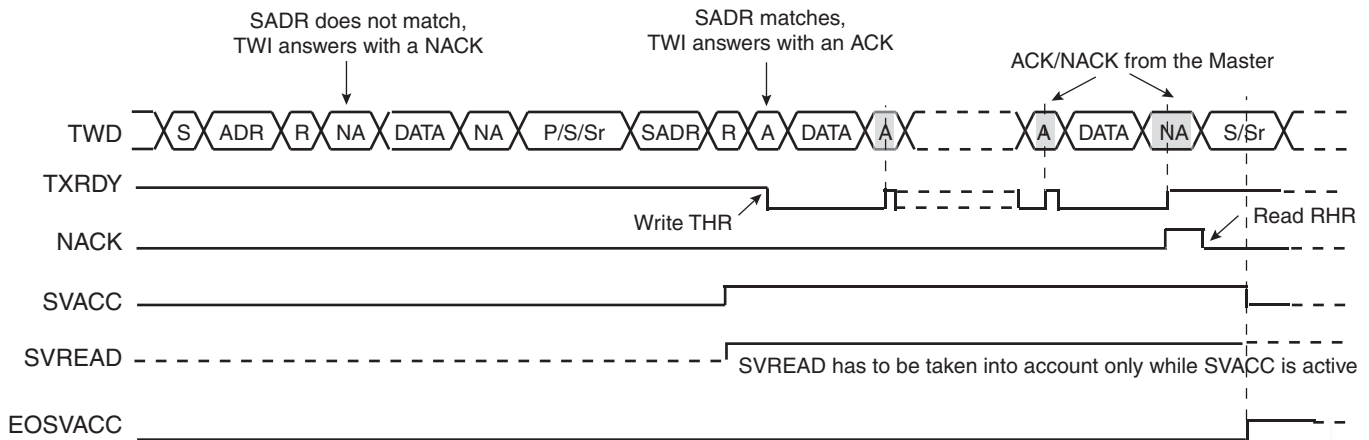 SADR does not match,
TWI answers with a NACK
SADR matches,
TWI answers with an ACK
ACK/NACK from the Master
TWD S ADR R NA DATA NA P/S/Sr SADR R A DATA A A DATA NA S/Sr
TXRDY
Write THR
Read RHR
NACK
SVACC
SVREAD
SVREAD has to be taken into account only while SVACC is active
EOSVACC